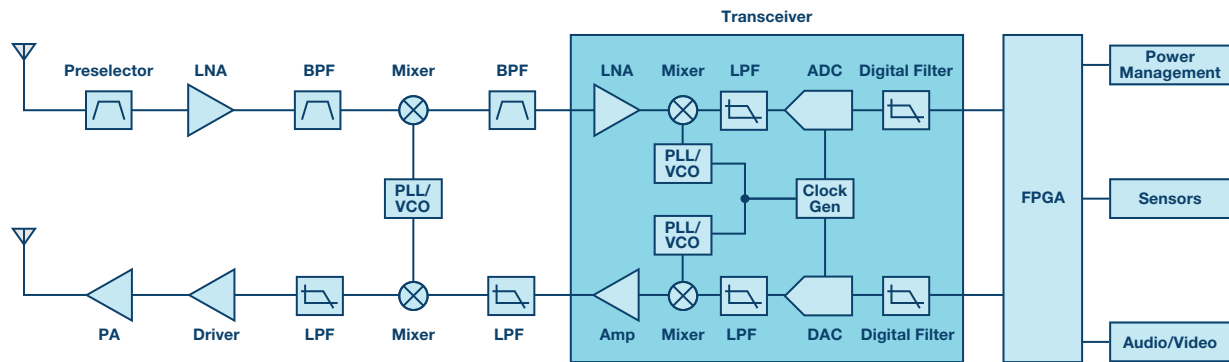 Transceiver
Preselector
LNA
BPF
Mixer
BPF
LNA
Mixer
LPF
ADC
Digital Filter
Power
Management
PLL/
VCO
PLL/
VCO
Clock
Gen
PLL/
VCO
FPGA
Sensors
PA
Driver
LPF
Mixer
LPF
Amp
Mixer
LPF
DAC
Digital Filter
Audio/Video